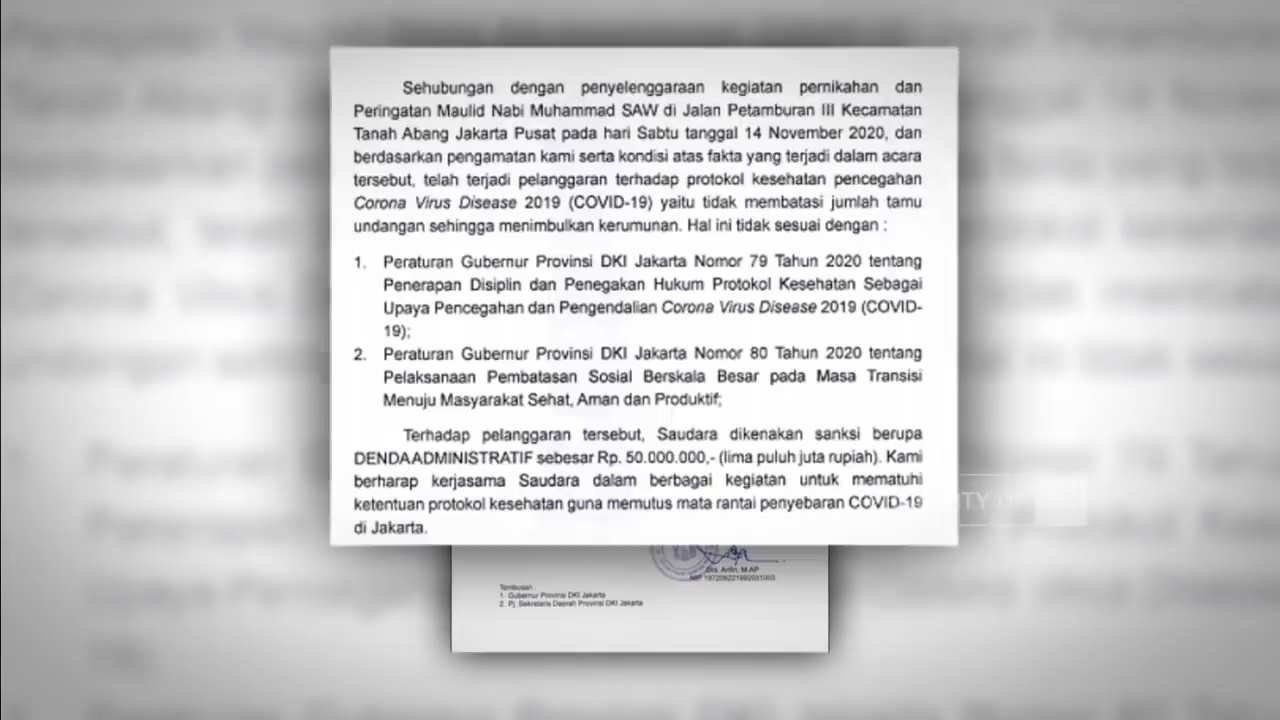 Sehubungan dengan penyelenggaraan kegiatan pernikahan dan
Peringatan Maulid Nabi Muhammad SAW di Jalan Petamburan III Kecamatan
Tanah Abang Jakarta Pusat pada hari Sabtu tanggal 14 November 2020, dan
berdasarkan pengamatan kami serta kondisi atas fakta yang terjadi dalam acara
tersebut, telah terjadi pelanggaran terhadap protokol kesehatan pencegahan
Corona Virus Disease 2019 (COVID-19) yaitu tidak membatasi jumlah tamu
undangan sehingga menimbulkan kerumunan. Hal ini tidak sesuai dengan :
1. Peraturan Gubernur Provinsi DKI Jakarta Nomor 79 Tahun 2020 tentang
Penerapan Disiplin dan Penegakan Hukum Protokol Kesehatan Sebagai
Upaya Pencegahan dan Pengendalian Corona Virus Disease 2019 (COVID-
19);
2. Peraturan Gubernur Provinsi DKI Jakarta Nomor 80 Tahun 2020 tentang
Pelaksanaan Pembatasan Sosial Berskala Besar pada Masa Transisi
Menuju Masyarakat Sehat, Aman dan Produktif;
Terhadap pelanggaran tersebut, Saudara dikenakan sanksi berupa
DENDAADMINISTRATIF sebesar Rp. 50.000.000,- (lima puluh juta rupiah). Kami
berharap kerjasama Saudara dalam berbagai kegiatan untuk mematuhi
ketentuan protokol kesehatan guna memutus mata rantai penyebaran COVID-19
di Jakarta.
Drs. Arifin, M.AP
Tembusan
1. Gubernur Provinsi DKI Jakarta
2. Pj. Sekretaris Daerah Provinsi DKI Jakarta